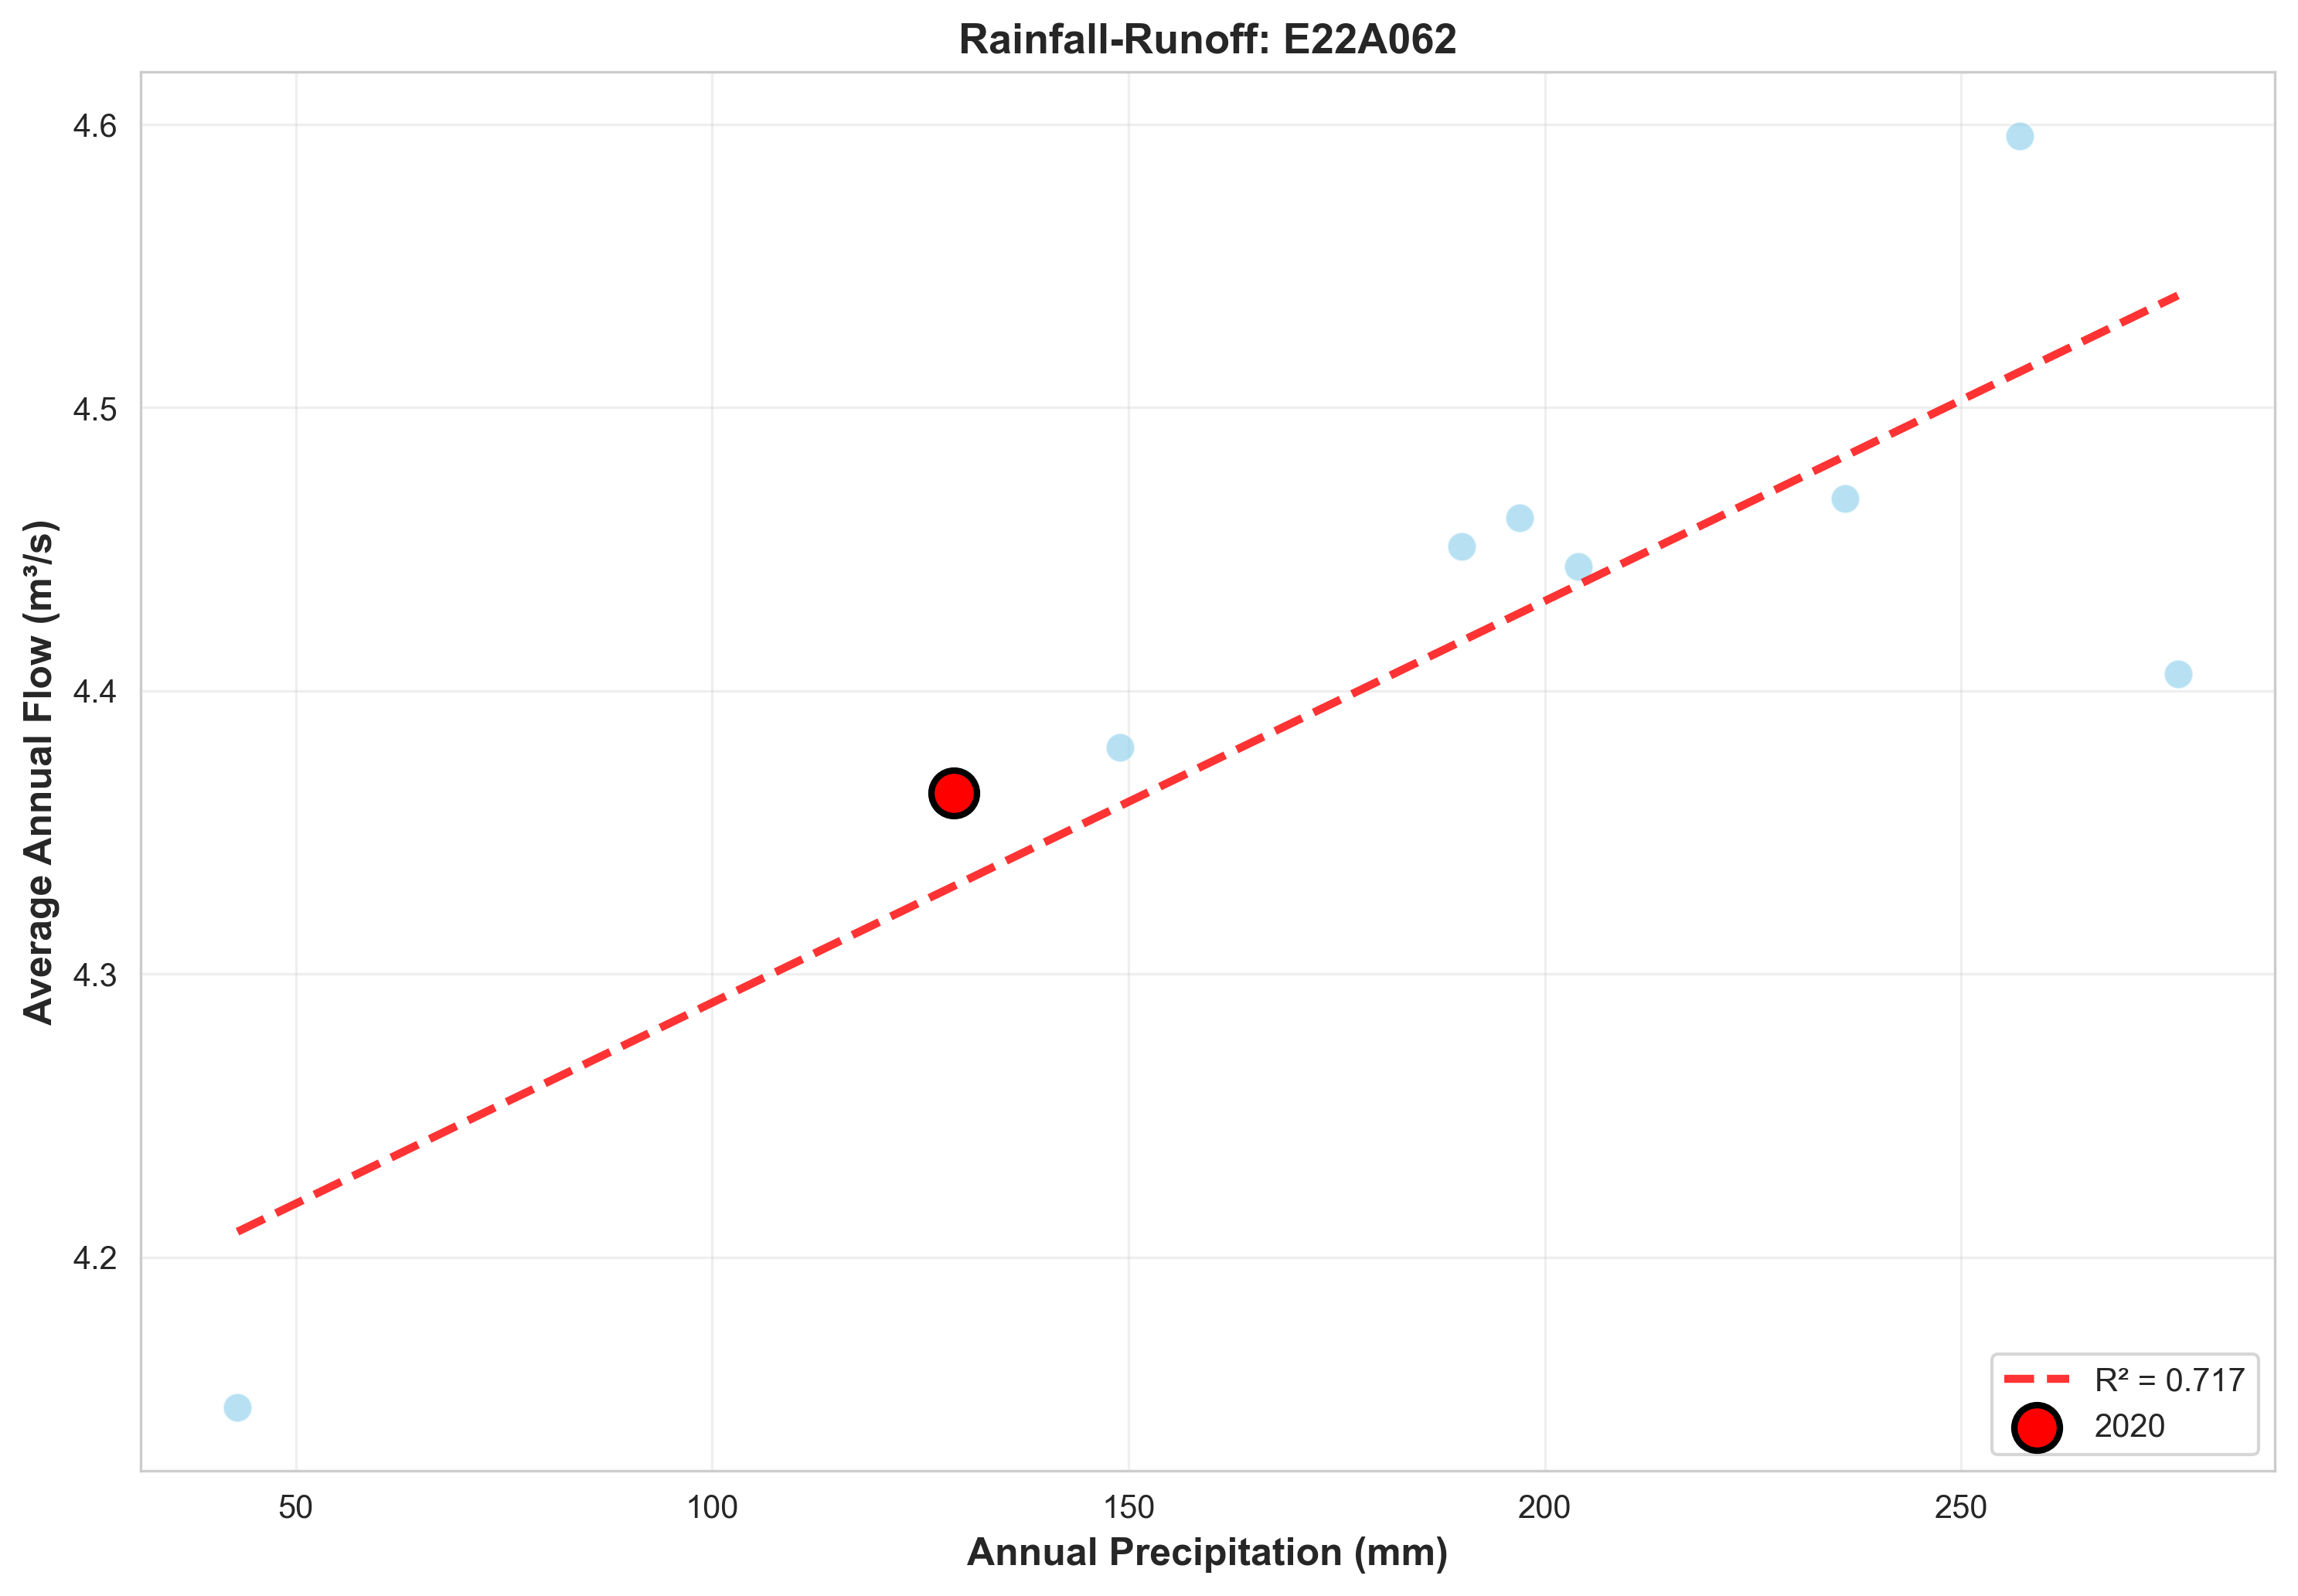 Rainfall-Runoff: E22A062
Average Annual Flow (m³/s)
4.6
4.5
4.4
4.3
4.2
50 100 150 200 250
Annual Precipitation (mm)
R² = 0.717
2020